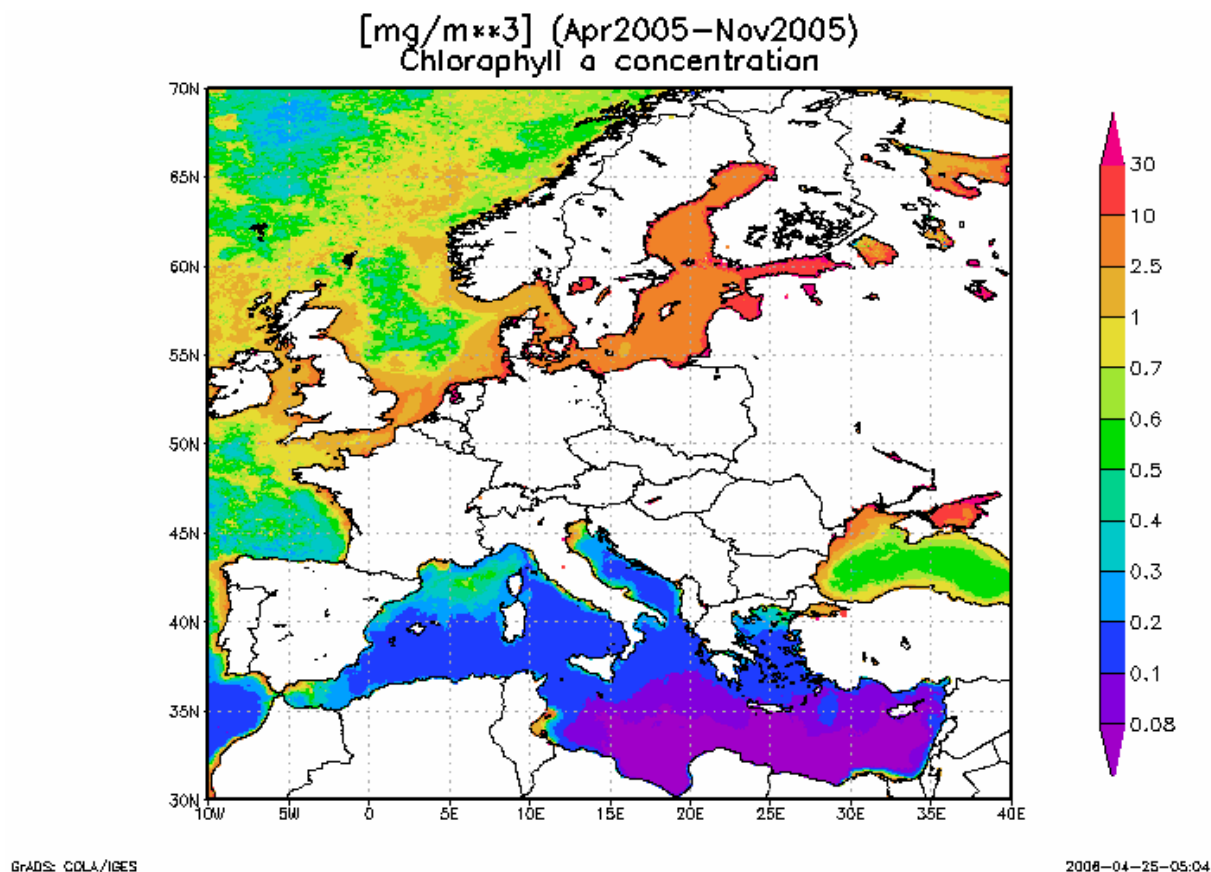 [mg/m**3] (Apr2005-Nov2005)
Chlorophyll a concentration
70N
65N
60N
55N
50N
45N
40N
35N
30N
10W 5W 0 5E 10E 15E 20E 25E 30E 35E 40E
30
10
2.5
1
0.7
0.6
0.5
0.4
0.3
0.2
0.1
0.08
GrADS: COLA/IGES
2006-04-25-05:04